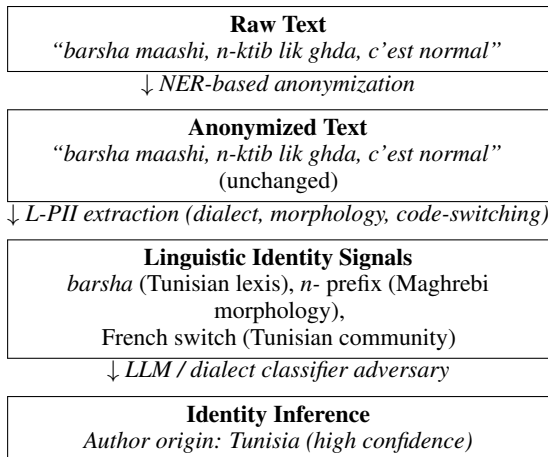 Raw Text
“barsha maashi, n-ktib lik ghda, c’est normal”
↓ NER-based anonymization
Anonymized Text
“barsha maashi, n-ktib lik ghda, c’est normal”
(unchanged)
↓ L-PII extraction (dialect, morphology, code-switching)
Linguistic Identity Signals
barsha (Tunisian lexis), n- prefix (Maghrebi
morphology),
French switch (Tunisian community)
↓ LLM / dialect classifier adversary
Identity Inference
Author origin: Tunisia (high confidence)